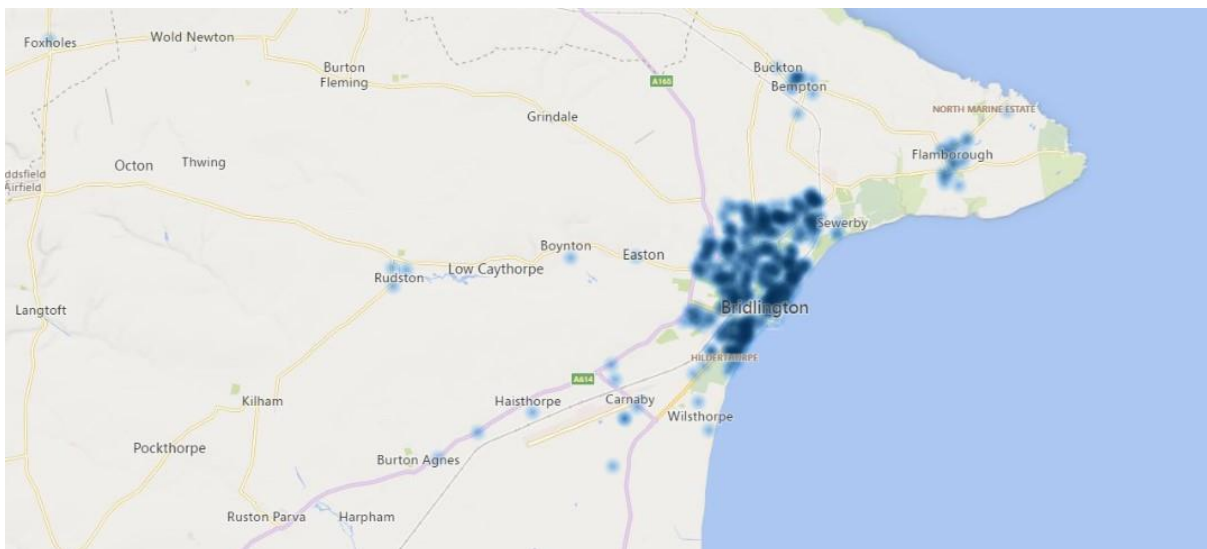 Foxholes
Wold Newton
Burton
Fleming
Buckton
Bempton
A165
NORTH MARINE ESTATE
Grindale
Flamborough
Octon
Thwing
ddsfield
Airfield
Sewerby
Boynton
Easton
Low Caythorpe
Rudston
Langtoft
Bridlington
HILDERTHORPE
A614
Kilham
Haisthorpe
Carnaby
Wilsthorpe
Pockthorpe
Burton Agnes
Ruston Parva
Harpham